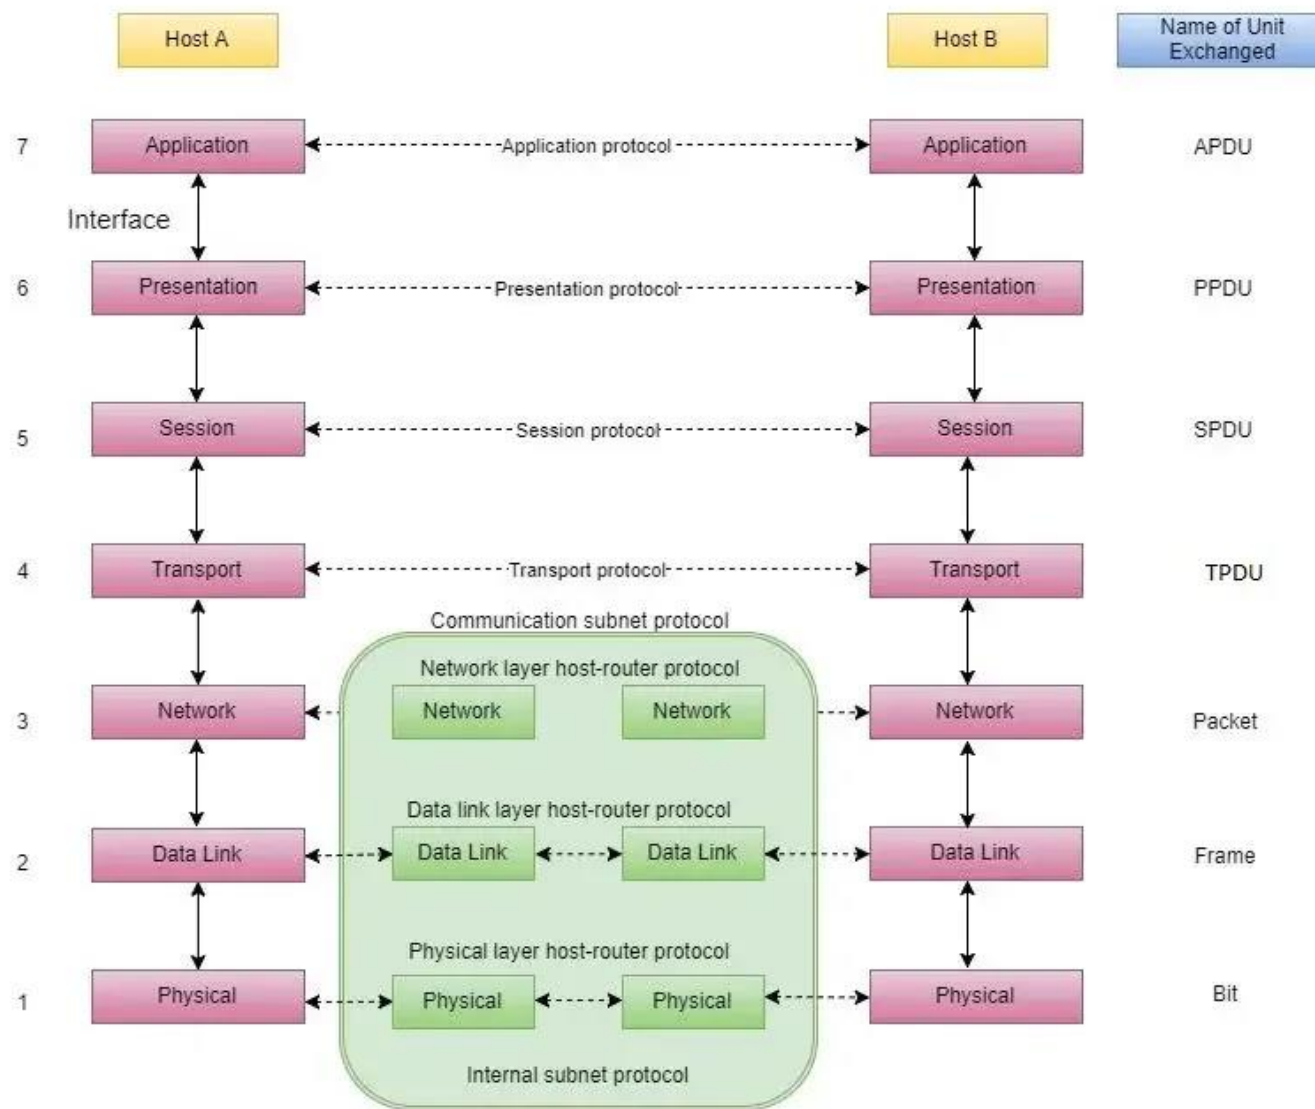 Host A
Host B
Name of Unit
Exchanged
7
Application
Application protocol
Application
APDU
Interface
6
Presentation
Presentation protocol
Presentation
PPDU
5
Session
Session protocol
Session
SPDU
4
Transport
Transport protocol
Transport
TPDU
Communication subnet protocol
Network layer host-router protocol
3
Network
Network
Network
Network
Packet
Data link layer host-router protocol
2
Data Link
Data Link
Data Link
Data Link
Frame
Physical layer host-router protocol
1
Physical
Physical
Physical
Physical
Bit
Internal subnet protocol